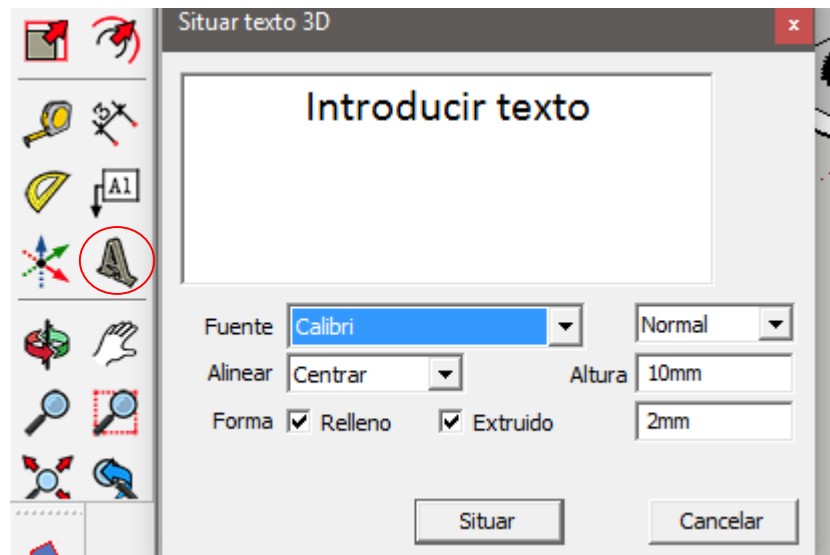 Situar texto 3D
x
Introducir texto
3
A1
Fuente Calibri Normal
Alinear Centrar Altura 10mm
Forma Relleno Extruido 2mm
Situar Cancelar